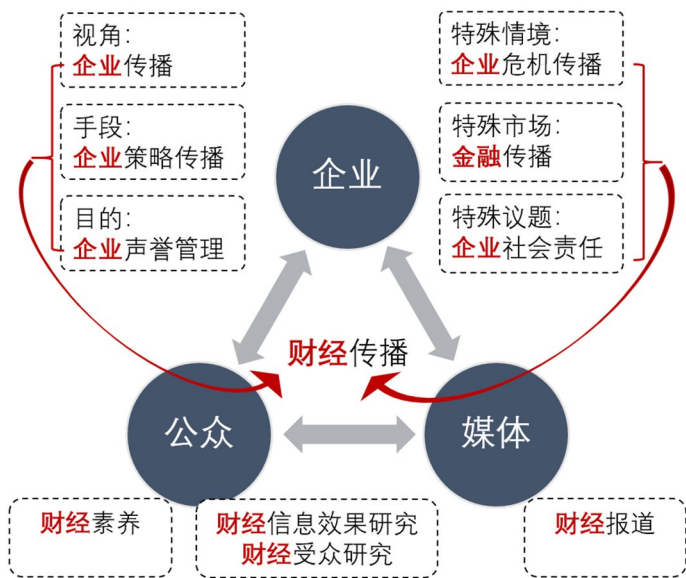 视角：
企业传播
手段：
企业策略传播
目的：
企业声誉管理
特殊情境：
企业危机传播
特殊市场：
金融传播
特殊议题：
企业社会责任
企业
财经传播
公众
媒体
财经素养
财经信息效果研究
财经受众研究
财经报道